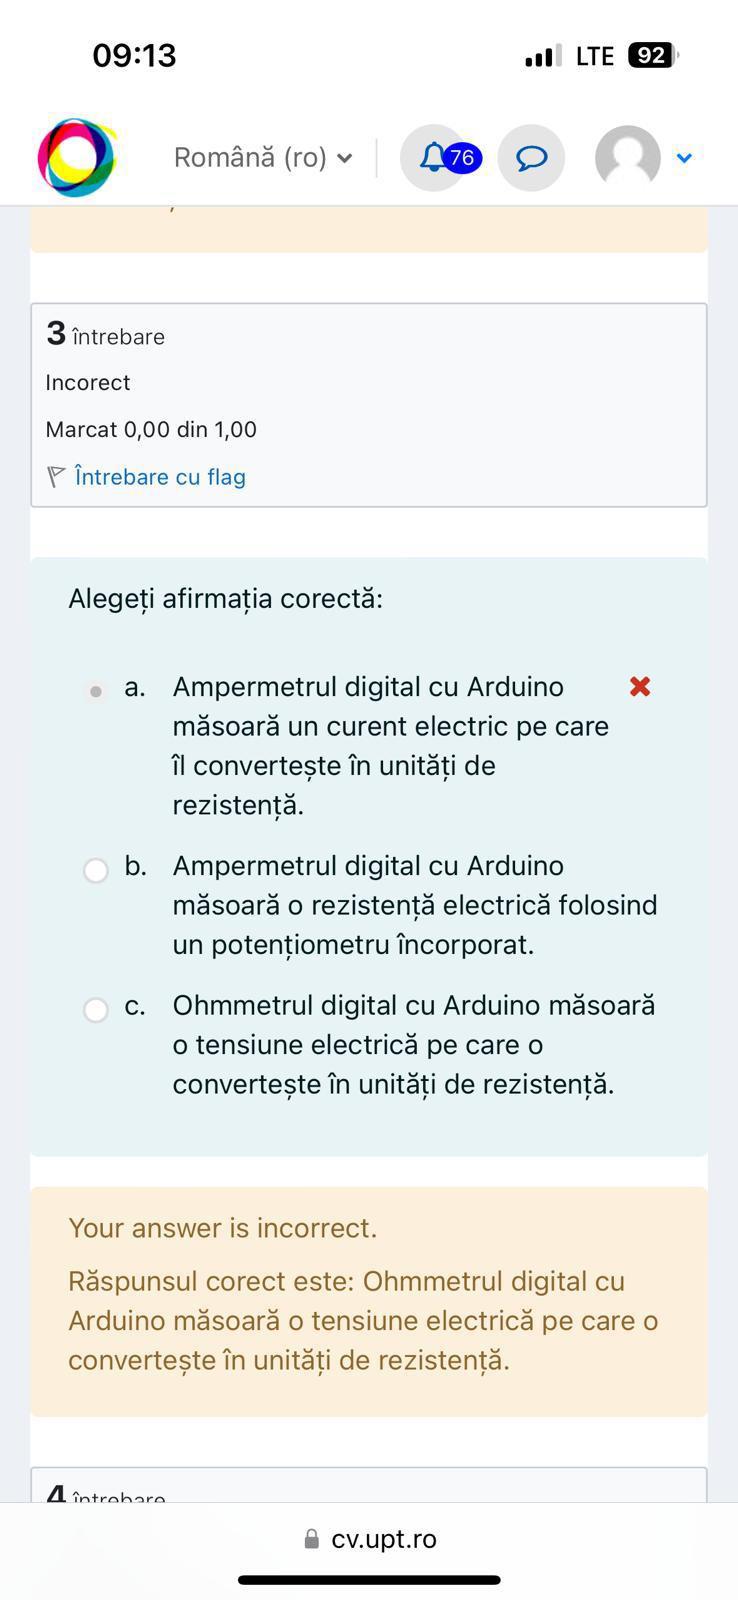 09:13
LTE 92
Română (ro)
76
3 întrebare
Incorect
Marcat 0,00 din 1,00
Întrebare cu flag
Alegeți afirmația corectă:
a. Ampermetrul digital cu Arduino
măsoară un curent electric pe care
îl convertește în unități de
rezistență.
b. Ampermetrul digital cu Arduino
măsoară o rezistență electrică folosind
un potențiometru încorporat.
c. Ohmmetrul digital cu Arduino măsoară
o tensiune electrică pe care o
convertește în unități de rezistență.
Your answer is incorrect.
Răspunsul corect este: Ohmmetrul digital cu
Arduino măsoară o tensiune electrică pe care o
convertește în unități de rezistență.
4 întrebare
cv.upt.ro